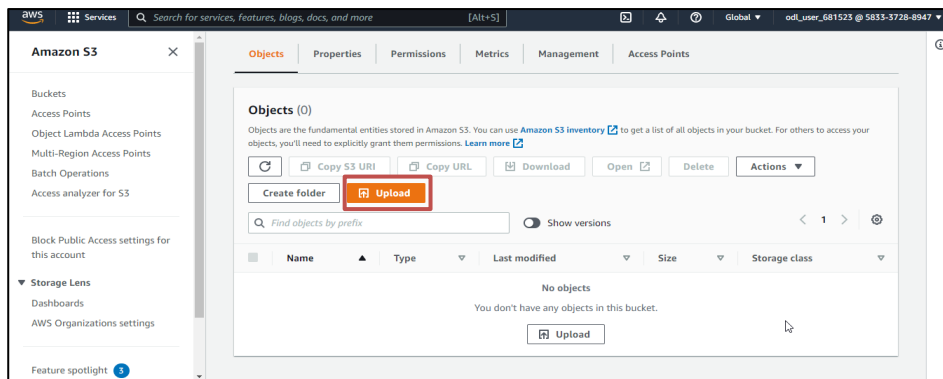 aws Services Search for services, features, blogs, docs, and more [Alt+S] Global odl_user_681523 @ 5833-3728-8947
Amazon S3
Buckets
Access Points
Object Lambda Access Points
Multi-Region Access Points
Batch Operations
Access analyzer for S3
Block Public Access settings for
this account
Storage Lens
Dashboards
AWS Organizations settings
Feature spotlight 3
Objects Properties Permissions Metrics Management Access Points
Objects (0)
Objects are the fundamental entities stored in Amazon S3. You can use Amazon S3 inventory to get a list of all objects in your bucket. For others to access your
objects, you'll need to explicitly grant them permissions. Learn more
Copy S3 URI Copy URL Download Open Delete Actions
Create folder Upload
Find objects by prefix Show versions 1
Name Type Last modified Size Storage class
No objects
You don't have any objects in this bucket.
Upload